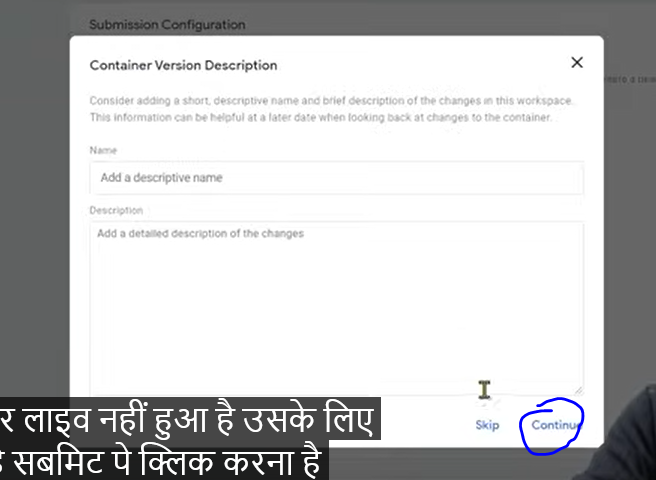 Submission Configuration
Container Version Description
Consider adding a short, descriptive name and brief description of the changes in this workspace.
This information can be helpful at a later date when looking back at changes to the container.
Name
Add a descriptive name
Description
Add a detailed description of the changes
Skip Continue
लाइव नहीं हुआ है उसके लिए
सबमिट पे क्लिक करना है